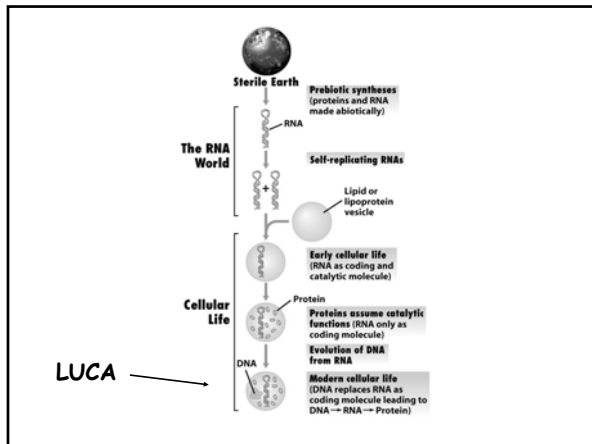 Sterile Earth
Prebiotic syntheses
(proteins and RNA
made abiotically)
RNA
The RNA
World
Self-replicating RNAs
+
Lipid or
lipoprotein
vesicle
Early cellular life
(RNA as coding and
catalytic molecule)
Cellular
Life
Protein
Proteins assume catalytic
functions (RNA only as
coding molecule)
Evolution of DNA
from RNA
LUCA
DNA
Modern cellular life
(DNA replaces RNA as
coding molecule leading to
DNA→RNA→Protein)